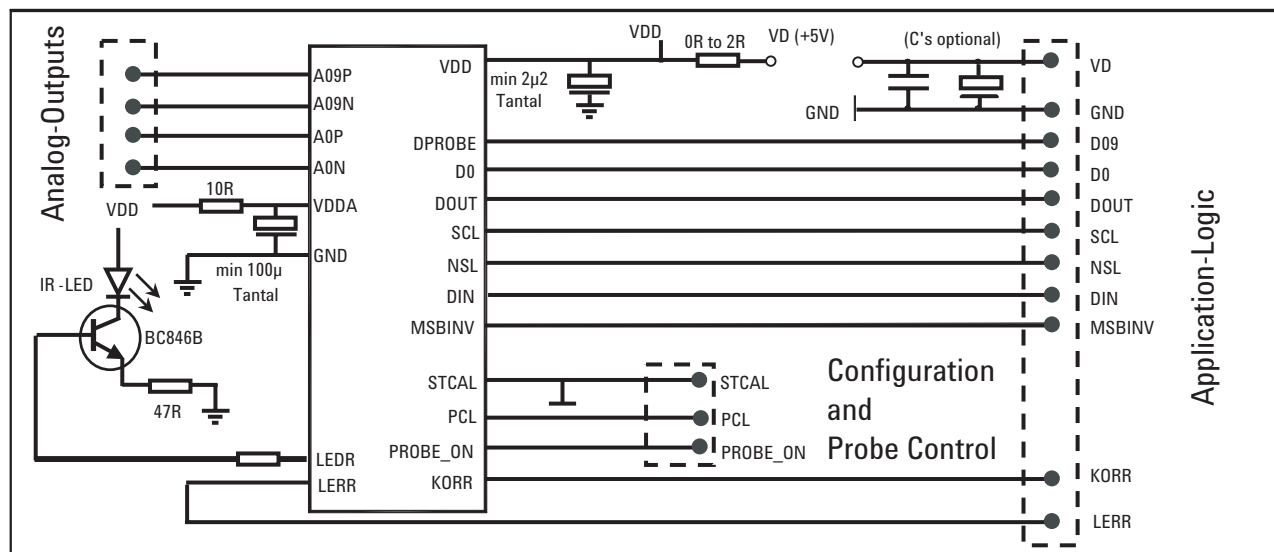 Analog-Outputs
A09P
A09N
A0P
A0N
VDDA
GND
LEDR
LERR
VDD
10R
min 100µ
Tantal
IR -LED
BC846B
47R
VDD
DPROBE
D0
DOUT
SCL
NSL
DIN
MSBINV
STCAL
PCL
PROBE_ON
KORR
min 2µ2
Tantal
VDD
0R to 2R
VD (+5V)
(C's optional)
GND
STCAL
PCL
PROBE_ON
Configuration
and
Probe Control
VD
GND
D09
D0
DOUT
SCL
NSL
DIN
MSBINV
KORR
LERR
Application-Logic